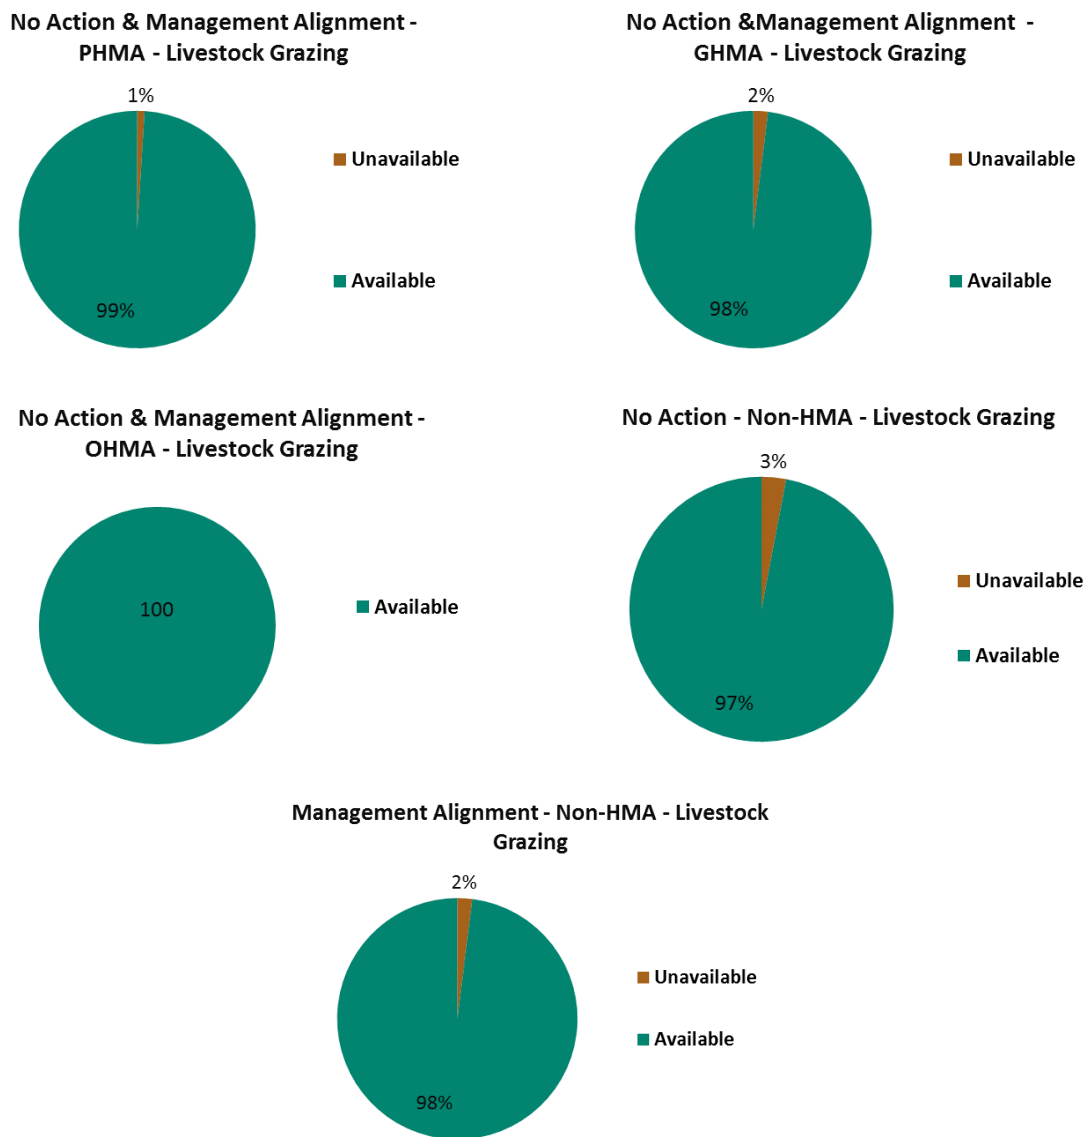 No Action & Management Alignment -
PHMA - Livestock Grazing
1%
Unavailable
Available
99%
No Action &Management Alignment -
GHMA - Livestock Grazing
2%
Unavailable
Available
98%
No Action & Management Alignment -
OHMA - Livestock Grazing
100
Available
No Action - Non-HMA - Livestock Grazing
3%
Unavailable
Available
97%
Management Alignment - Non-HMA - Livestock
Grazing
2%
Unavailable
Available
98%